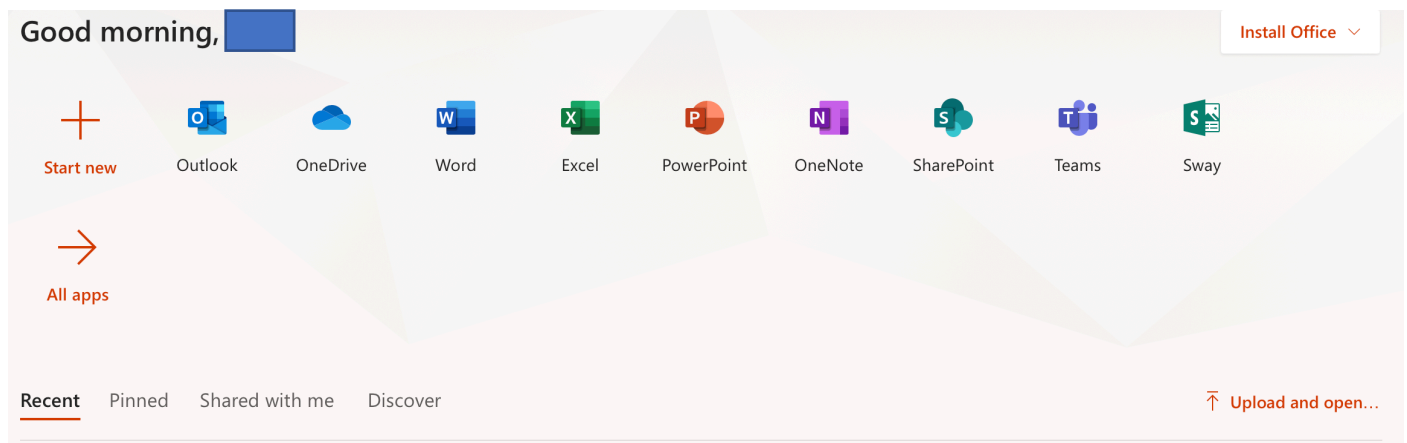 Good morning,
Install Office
Start new
Outlook
OneDrive
Word
Excel
PowerPoint
OneNote
SharePoint
Teams
Sway
All apps
Recent
Pinned
Shared with me
Discover
Upload and open...